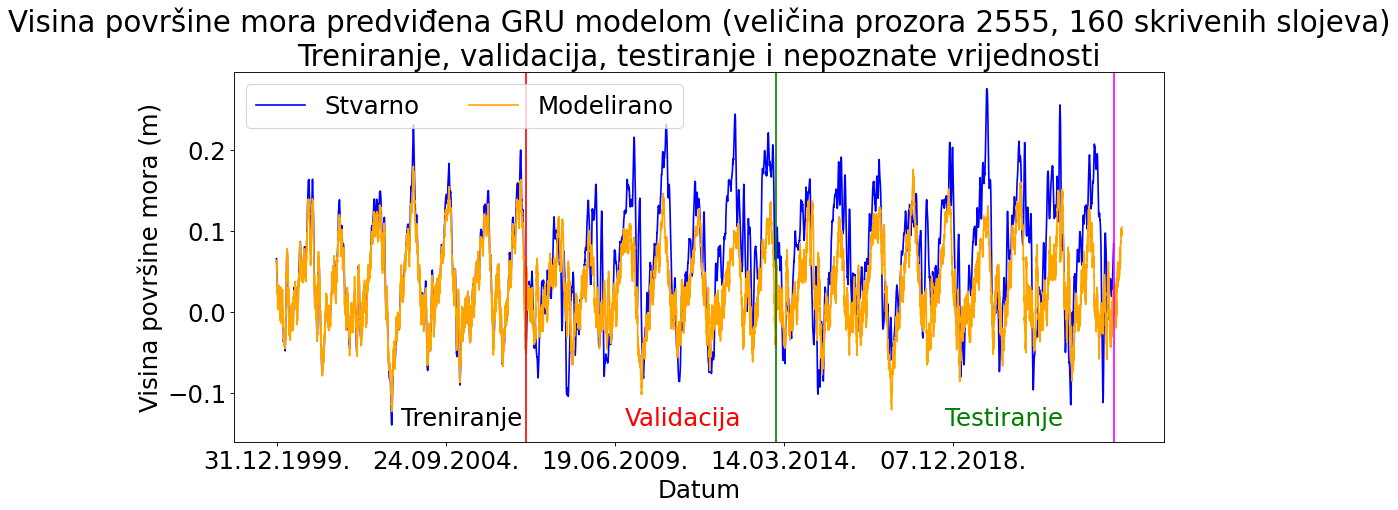 Visina površine mora predviđena GRU modelom (veličina prozora 2555, 160 skrivenih slojeva)
Treniranje, validacija, testiranje i nepoznate vrijednosti
Stvarno
Modelirano
Visina površine mora (m)
0.2
0.1
0.0
−0.1
Treniranje
Validacija
Testiranje
31.12.1999.
24.09.2004.
19.06.2009.
14.03.2014.
07.12.2018.
Datum